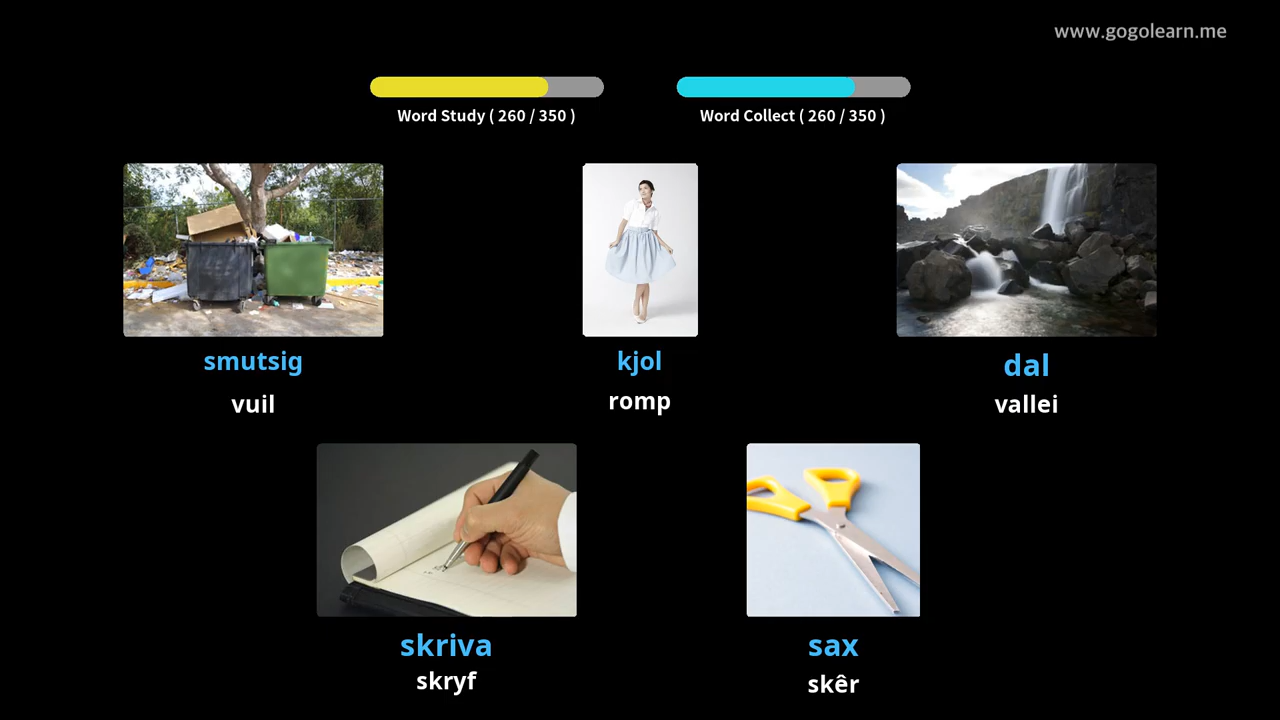 www.gogolearn.me
Word Study ( 260 / 350 )
Word Collect ( 260 / 350 )
smutsig
vuil
kjol
romp
dal
vallei
skriva
skryf
sax
skêr